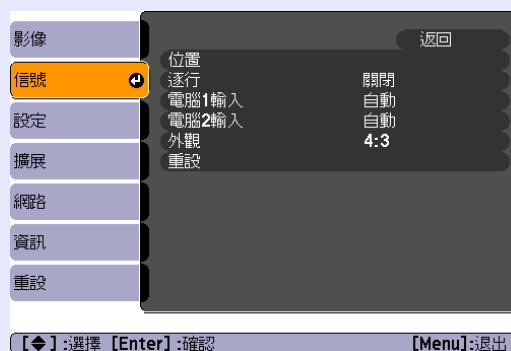 影像
信號
設定
擴展
網路
資訊
重設
返回
位置
逐行 關閉
電腦1輸入 自動
電腦2輸入 自動
外觀 4:3
重設
[◆]:選擇 [Enter]:確認 [Menu]:退出